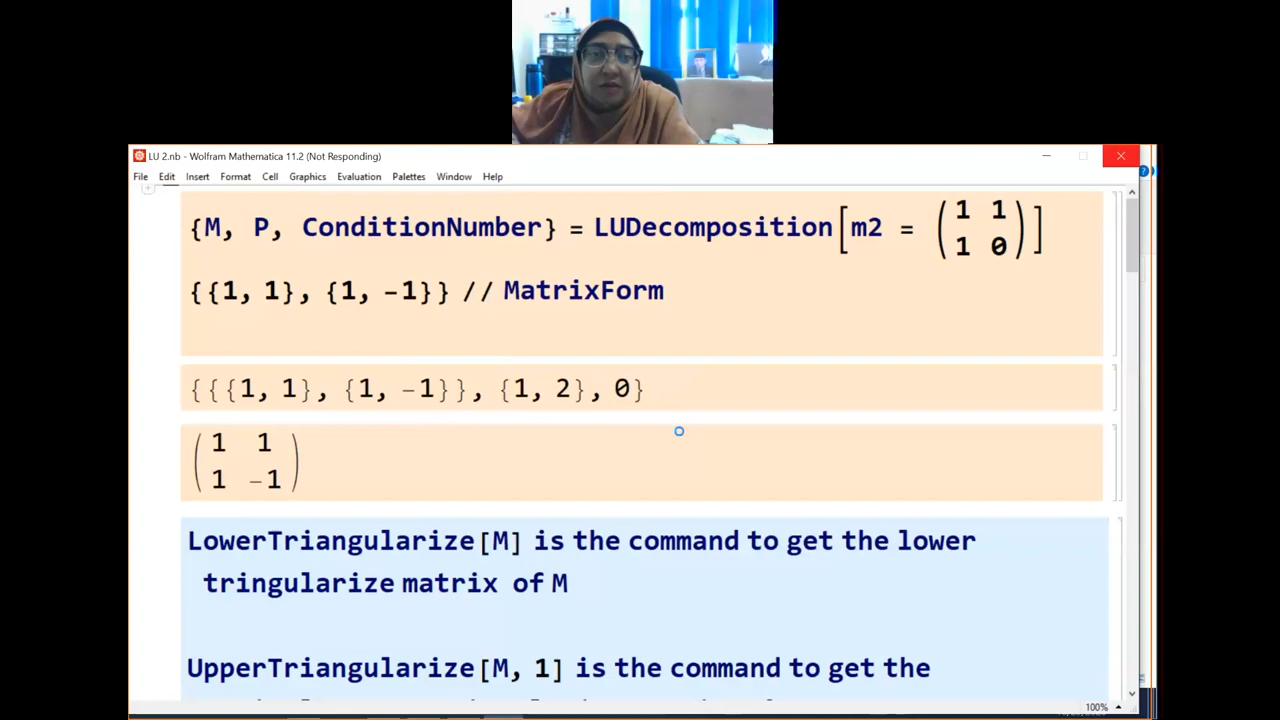 LU 2.nb - Wolfram Mathematica 11.2 (Not Responding)
File Edit Insert Format Cell Graphics Evaluation Palettes Window Help
{M, P, ConditionNumber} = LUDecomposition[m2 = (1 1
1 0)]
{{1, 1}, {1, -1}} // MatrixForm
{{{1, 1}, {1, -1}}, {1, 2}, 0}
(1 1
1 -1)
LowerTriangularize[M] is the command to get the lower
tringularize matrix of M
UpperTriangularize[M, 1] is the command to get the
100%